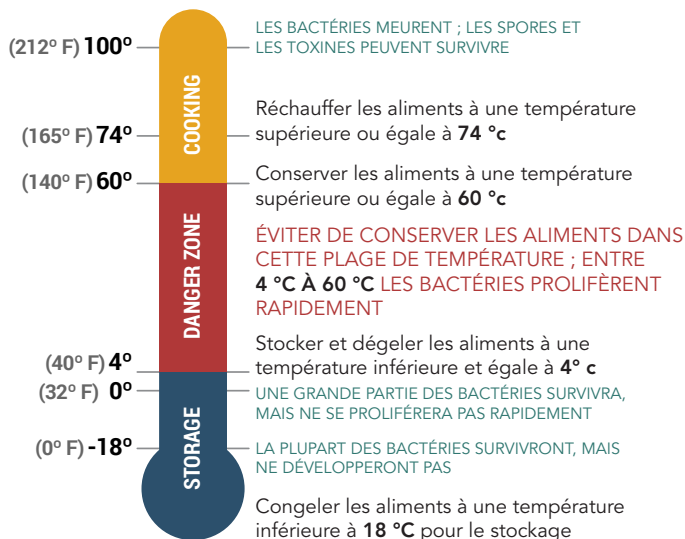 (212º F) 100º
LES BACTÉRIES MEURENT ; LES SPORES ET
LES TOXINES PEUVENT SURVIVRE
COOKING
(165º F) 74º
Réchauffer les aliments à une température
supérieure ou égale à 74 °c
(140º F) 60º
Conserver les aliments à une température
supérieure ou égale à 60 °c
DANGER ZONE
ÉVITER DE CONSERVER LES ALIMENTS DANS
CETTE PLAGE DE TEMPÉRATURE ; ENTRE
4 °C À 60 °C LES BACTÉRIES PROLIFÈRENT
RAPIDEMENT
(40º F) 4º
Stocker et dégeler les aliments à une
température inférieure et égale à 4° c
(32º F) 0º
UNE GRANDE PARTIE DES BACTÉRIES SURVIVRA,
MAIS NE SE PROLIFÉRERA PAS RAPIDEMENT
STORAGE
(0º F) -18º
LA PLUPART DES BACTÉRIES SURVIVRONT, MAIS
NE DÉVELOPPERONT PAS
Congeler les aliments à une température
inférieure à 18 °C pour le stockage